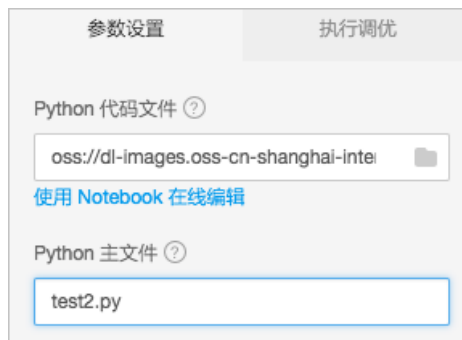 参数设置 执行调优
Python 代码文件 ?
oss://dl-images.oss-cn-shanghai-inte
使用 Notebook 在线编辑
Python 主文件 ?
test2.py